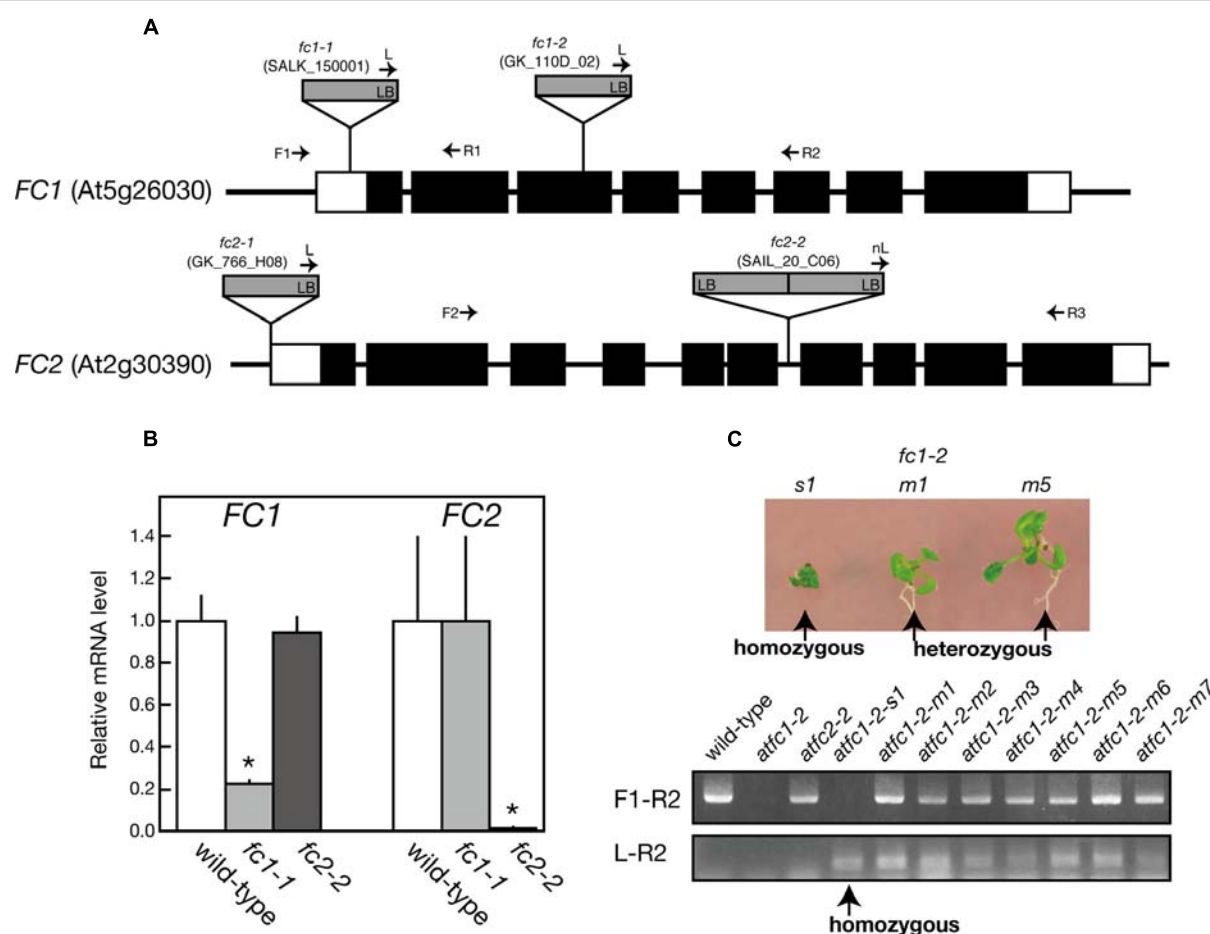 A
fc1-1
(SALK_150001)
L
LB
fc1-2
(GK_110D_02)
L
LB
F1
R1
R2
FC1 (At5g26030)
fc2-1
(GK_766_H08)
L
LB
fc2-2
(SAIL_20_C06)
nL
LB
LB
F2
R3
FC2 (At2g30390)
B
FC1
FC2
Relative mRNA level
1.4
1.2
1.0
0.8
0.6
0.4
0.2
0.0
*
*
wild-type
fc1-1
fc2-2
wild-type
fc1-1
fc2-2
C
fc1-2
s1
m1
m5
homozygous
heterozygous
wild-type
atfc1-2
atfc2-2
atfc1-2-s1
atfc1-2-m1
atfc1-2-m2
atfc1-2-m3
atfc1-2-m4
atfc1-2-m5
atfc1-2-m6
atfc1-2-m7
F1-R2
L-R2
homozygous